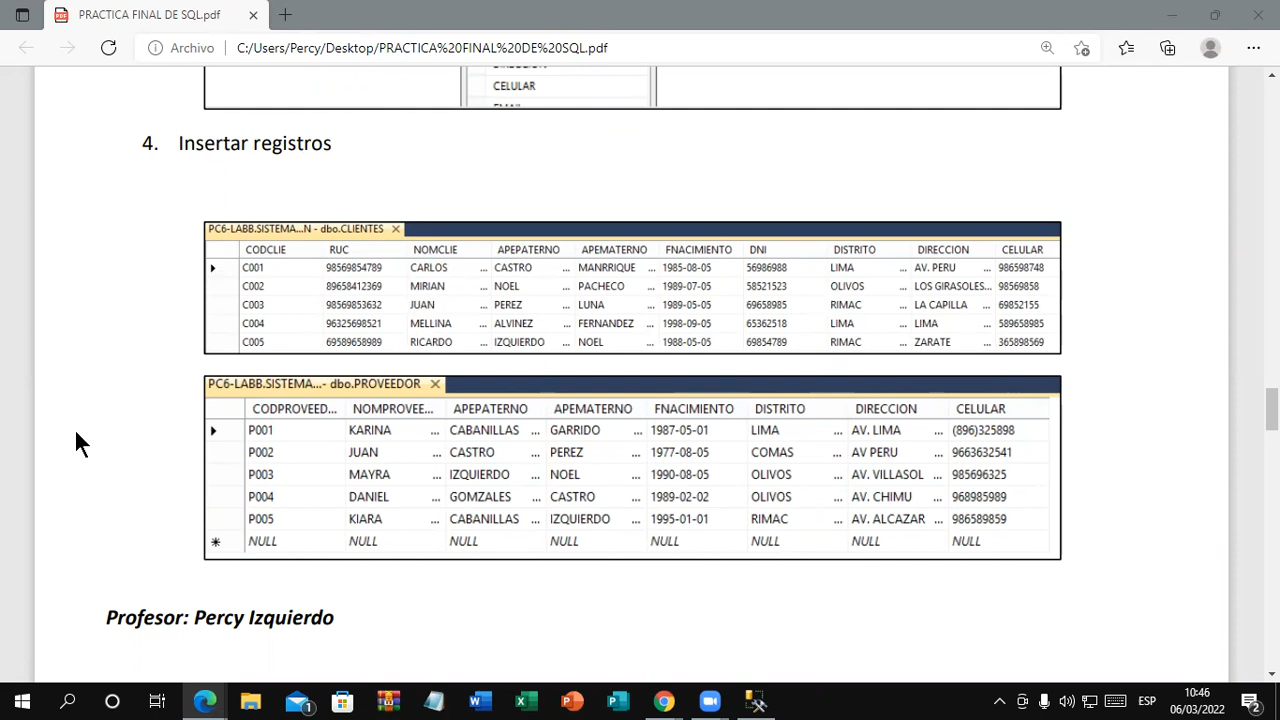 PRACTICA FINAL DE SQL.pdf
Archivo C:/Users/Percy/Desktop/PRACTICA%20FINAL%20DE%20SQL.pdf
CELULAR
4. Insertar registros
PC6-LABB.SISTEMA...N - dbo.CLIENTES
CODCLIE RUC NOMCLIE APEPATERNO APEMATERNO FNACIMIENTO DNI DISTRITO DIRECCION CELULAR
C001 98569854789 CARLOS ... CASTRO ... MANRRIQUE ... 1985-08-05 56986988 LIMA ... AV. PERU ... 986598748
C002 89658412369 MIRIAN ... NOEL ... PACHECO ... 1989-07-05 58521523 OLIVOS ... LOS GIRASOLES... 98569858
C003 98569853632 JUAN ... PEREZ ... LUNA ... 1989-05-05 69658985 RIMAC ... LA CAPILLA ... 69852155
C004 96325698521 MELLINA ... ALVINEZ ... FERNANDEZ ... 1998-09-05 65362518 LIMA ... LIMA ... 589658985
C005 69589658989 RICARDO ... IZQUIERDO ... NOEL ... 1988-05-05 69854789 RIMAC ... ZARATE ... 365898569
PC6-LABB.SISTEMA...- dbo.PROVEEDOR
CODPROVEED... NOMPROVEE... APEPATERNO APEMATERNO FNACIMIENTO DISTRITO DIRECCION CELULAR
P001 KARINA ... CABANILLAS ... GARRIDO ... 1987-05-01 LIMA ... AV. LIMA ... (896)325898
P002 JUAN ... CASTRO ... PEREZ ... 1977-08-05 COMAS ... AV PERU ... 9663632541
P003 MAYRA ... IZQUIERDO ... NOEL ... 1990-08-05 OLIVOS ... AV. VILLASOL ... 985696325
P004 DANIEL ... GOMZALES ... CASTRO ... 1989-02-02 OLIVOS ... AV. CHIMU ... 968985989
P005 KIARA ... CABANILLAS ... IZQUIERDO ... 1995-01-01 RIMAC ... AV. ALCAZAR ... 986589859
NULL NULL NULL NULL NULL NULL NULL NULL
Profesor: Percy Izquierdo
ESP
10:46
06/03/2022